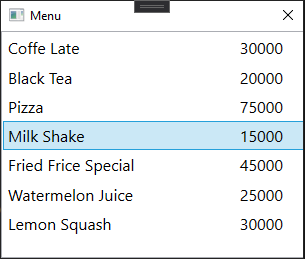 Menu
Coffe Late 30000
Black Tea 20000
Pizza 75000
Milk Shake 15000
Fried Frice Special 45000
Watermelon Juice 25000
Lemon Squash 30000